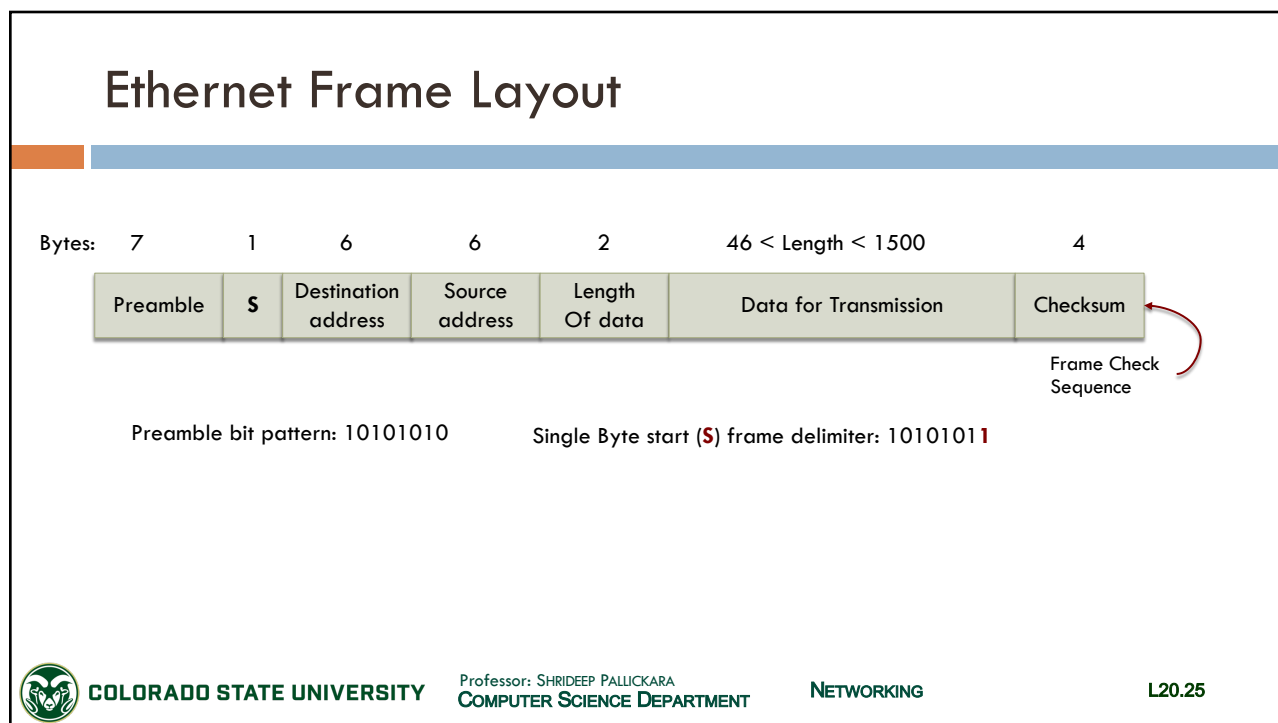 Ethernet Frame Layout
Bytes: 7 1 6 6 2 46 < Length < 1500 4
Preamble S Destination address Source address Length Of data Data for Transmission Checksum
Frame Check
Sequence
Preamble bit pattern: 10101010 Single Byte start (S) frame delimiter: 10101011
COLORADO STATE UNIVERSITY
Professor: SHRIDEEP PALLICKARA
COMPUTER SCIENCE DEPARTMENT
NETWORKING
L20.25